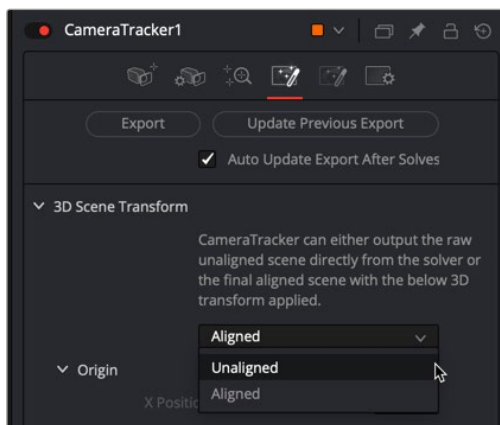 CameraTracker1
Export
Update Previous Export
Auto Update Export After Solves
3D Scene Transform
CameraTracker can either output the raw
unaligned scene directly from the solver or
the final aligned scene with the below 3D
transform applied.
Aligned
Origin
Unaligned
Aligned
X